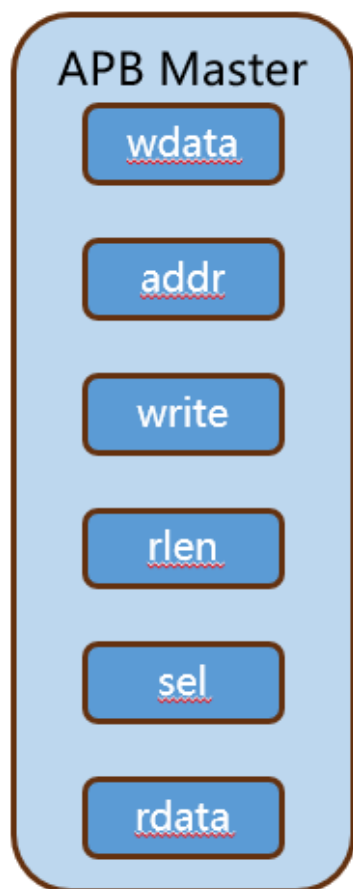 APB Master
wdata
addr
write
rlen
sel
rdata